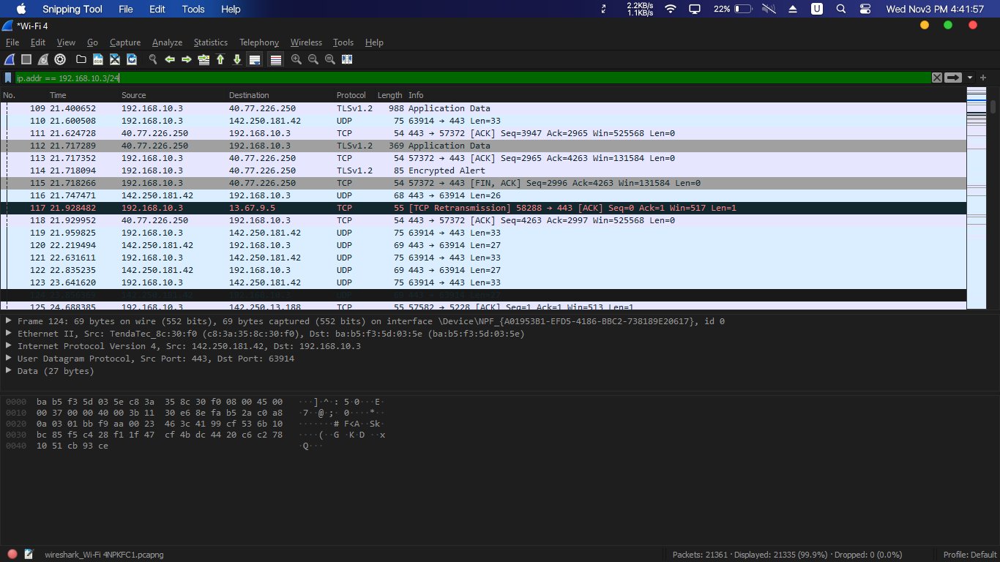 Snipping Tool File Edit Tools Help 2.2KB/s 1.1KB/s 22% U Wed Nov3 PM 4:41:57
*Wi-Fi 4
File Edit View Go Capture Analyze Statistics Telephony Wireless Tools Help
ip.addr == 192.168.10.3/24
No. Time Source Destination Protocol Length Info
109 21.400652 192.168.10.3 40.77.226.250 TLSv1.2 988 Application Data
110 21.600508 192.168.10.3 142.250.181.42 UDP 75 63914 → 443 Len=33
111 21.624728 40.77.226.250 192.168.10.3 TCP 54 443 → 57372 [ACK] Seq=3947 Ack=2965 Win=525568 Len=0
112 21.717289 40.77.226.250 192.168.10.3 TLSv1.2 369 Application Data
113 21.717352 192.168.10.3 40.77.226.250 TCP 54 57372 → 443 [ACK] Seq=2965 Ack=4263 Win=131584 Len=0
114 21.718094 192.168.10.3 40.77.226.250 TLSv1.2 85 Encrypted Alert
115 21.718266 192.168.10.3 40.77.226.250 TCP 54 57372 → 443 [FIN, ACK] Seq=2996 Ack=4263 Win=131584 Len=0
116 21.747471 142.250.181.42 192.168.10.3 UDP 68 443 → 63914 Len=26
117 21.928482 192.168.10.3 13.67.9.5 TCP 55 [TCP Retransmission] 58288 → 443 [ACK] Seq=0 Ack=1 Win=517 Len=1
118 21.929952 40.77.226.250 192.168.10.3 TCP 54 443 → 57372 [ACK] Seq=4263 Ack=2997 Win=525568 Len=0
119 21.959825 192.168.10.3 142.250.181.42 UDP 75 63914 → 443 Len=33
120 22.219494 142.250.181.42 192.168.10.3 UDP 69 443 → 63914 Len=27
121 22.631611 192.168.10.3 142.250.181.42 UDP 75 63914 → 443 Len=33
122 22.835235 142.250.181.42 192.168.10.3 UDP 69 443 → 63914 Len=27
123 23.641620 192.168.10.3 142.250.181.42 UDP 75 63914 → 443 Len=33
125 24.688385 192.168.10.3 142.250.13.188 TCP 55 57582 → 5228 [ACK] Seq=1 Ack=1 Win=513 Len=1
Frame 124: 69 bytes on wire (552 bits), 69 bytes captured (552 bits) on interface \Device\NPF_{A01953B1-EFD5-4186-BBC2-738189E20617}, id 0
Ethernet II, Src: TendaTec_8c:30:f0 (c8:3a:35:8c:30:f0), Dst: ba:b5:f3:5d:03:5e (ba:b5:f3:5d:03:5e)
Internet Protocol Version 4, Src: 142.250.181.42, Dst: 192.168.10.3
User Datagram Protocol, Src Port: 443, Dst Port: 63914
Data (27 bytes)
0000 ba b5 f3 5d 03 5e c8 3a 35 8c 30 f0 08 00 45 00 ···]·^·: 5·0···E·
0010 00 37 00 00 40 00 3b 11 30 e6 8e fa b5 2a c0 a8 ·7··@·;· 0····*··
0020 0a 03 01 bb f9 aa 00 23 46 3c 41 99 cf 53 6b 10 ·······# F<A··Sk·
0030 bc 85 f5 c4 28 f1 1f 47 cf 4b dc 44 20 c6 c2 78 ····(··G ·K·D ··x
0040 10 51 cb 93 ce ·Q···
wireshark_Wi-Fi 4NPKFC1.pcapng Packets: 21361 · Displayed: 21335 (99.9%) · Dropped: 0 (0.0%) Profile: Default